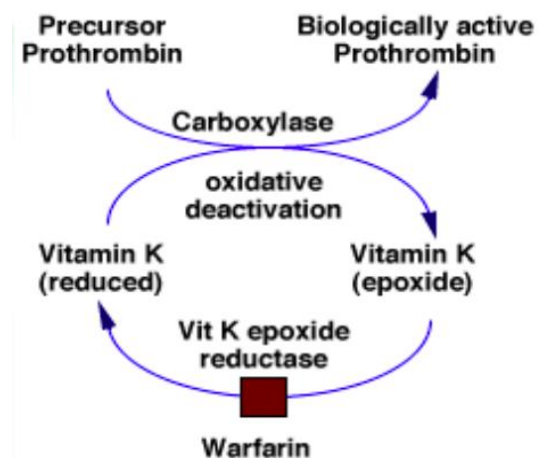 Precursor
Prothrombin
Biologically active
Prothrombin
Carboxylase
oxidative
deactivation
Vitamin K
(reduced)
Vitamin K
(epoxide)
Vit K epoxide
reductase
Warfarin